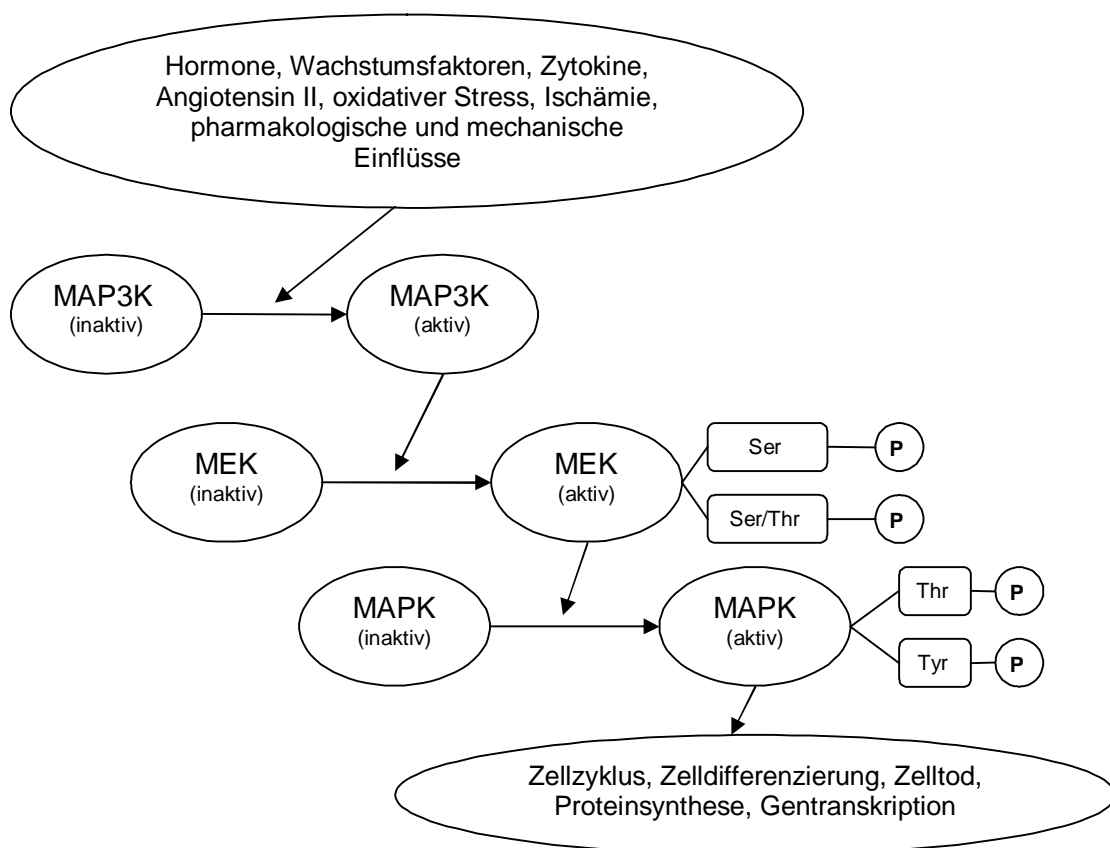 Hormone, Wachstumsfaktoren, Zytokine,
Angiotensin II, oxidativer Stress, Ischämie,
pharmakologische und mechanische
Einflüsse
MAP3K
(inaktiv)
MAP3K
(aktiv)
MEK
(inaktiv)
MEK
(aktiv)
Ser
P
Ser/Thr
P
MAPK
(inaktiv)
MAPK
(aktiv)
Thr
P
Tyr
P
Zellzyklus, Zelldifferenzierung, Zelltod,
Proteinsynthese, Gentranskription